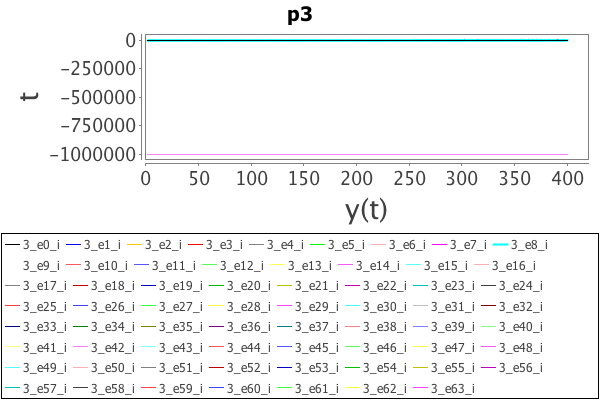 p3
0
−250000
−500000
−750000
−1000000
t
0 50 100 150 200 250 300 350 400
y(t)
3_e0_i 3_e1_i 3_e2_i 3_e3_i 3_e4_i 3_e5_i 3_e6_i 3_e7_i 3_e8_i
3_e9_i 3_e10_i 3_e11_i 3_e12_i 3_e13_i 3_e14_i 3_e15_i 3_e16_i
3_e17_i 3_e18_i 3_e19_i 3_e20_i 3_e21_i 3_e22_i 3_e23_i 3_e24_i
3_e25_i 3_e26_i 3_e27_i 3_e28_i 3_e29_i 3_e30_i 3_e31_i 3_e32_i
3_e33_i 3_e34_i 3_e35_i 3_e36_i 3_e37_i 3_e38_i 3_e39_i 3_e40_i
3_e41_i 3_e42_i 3_e43_i 3_e44_i 3_e45_i 3_e46_i 3_e47_i 3_e48_i
3_e49_i 3_e50_i 3_e51_i 3_e52_i 3_e53_i 3_e54_i 3_e55_i 3_e56_i
3_e57_i 3_e58_i 3_e59_i 3_e60_i 3_e61_i 3_e62_i 3_e63_i